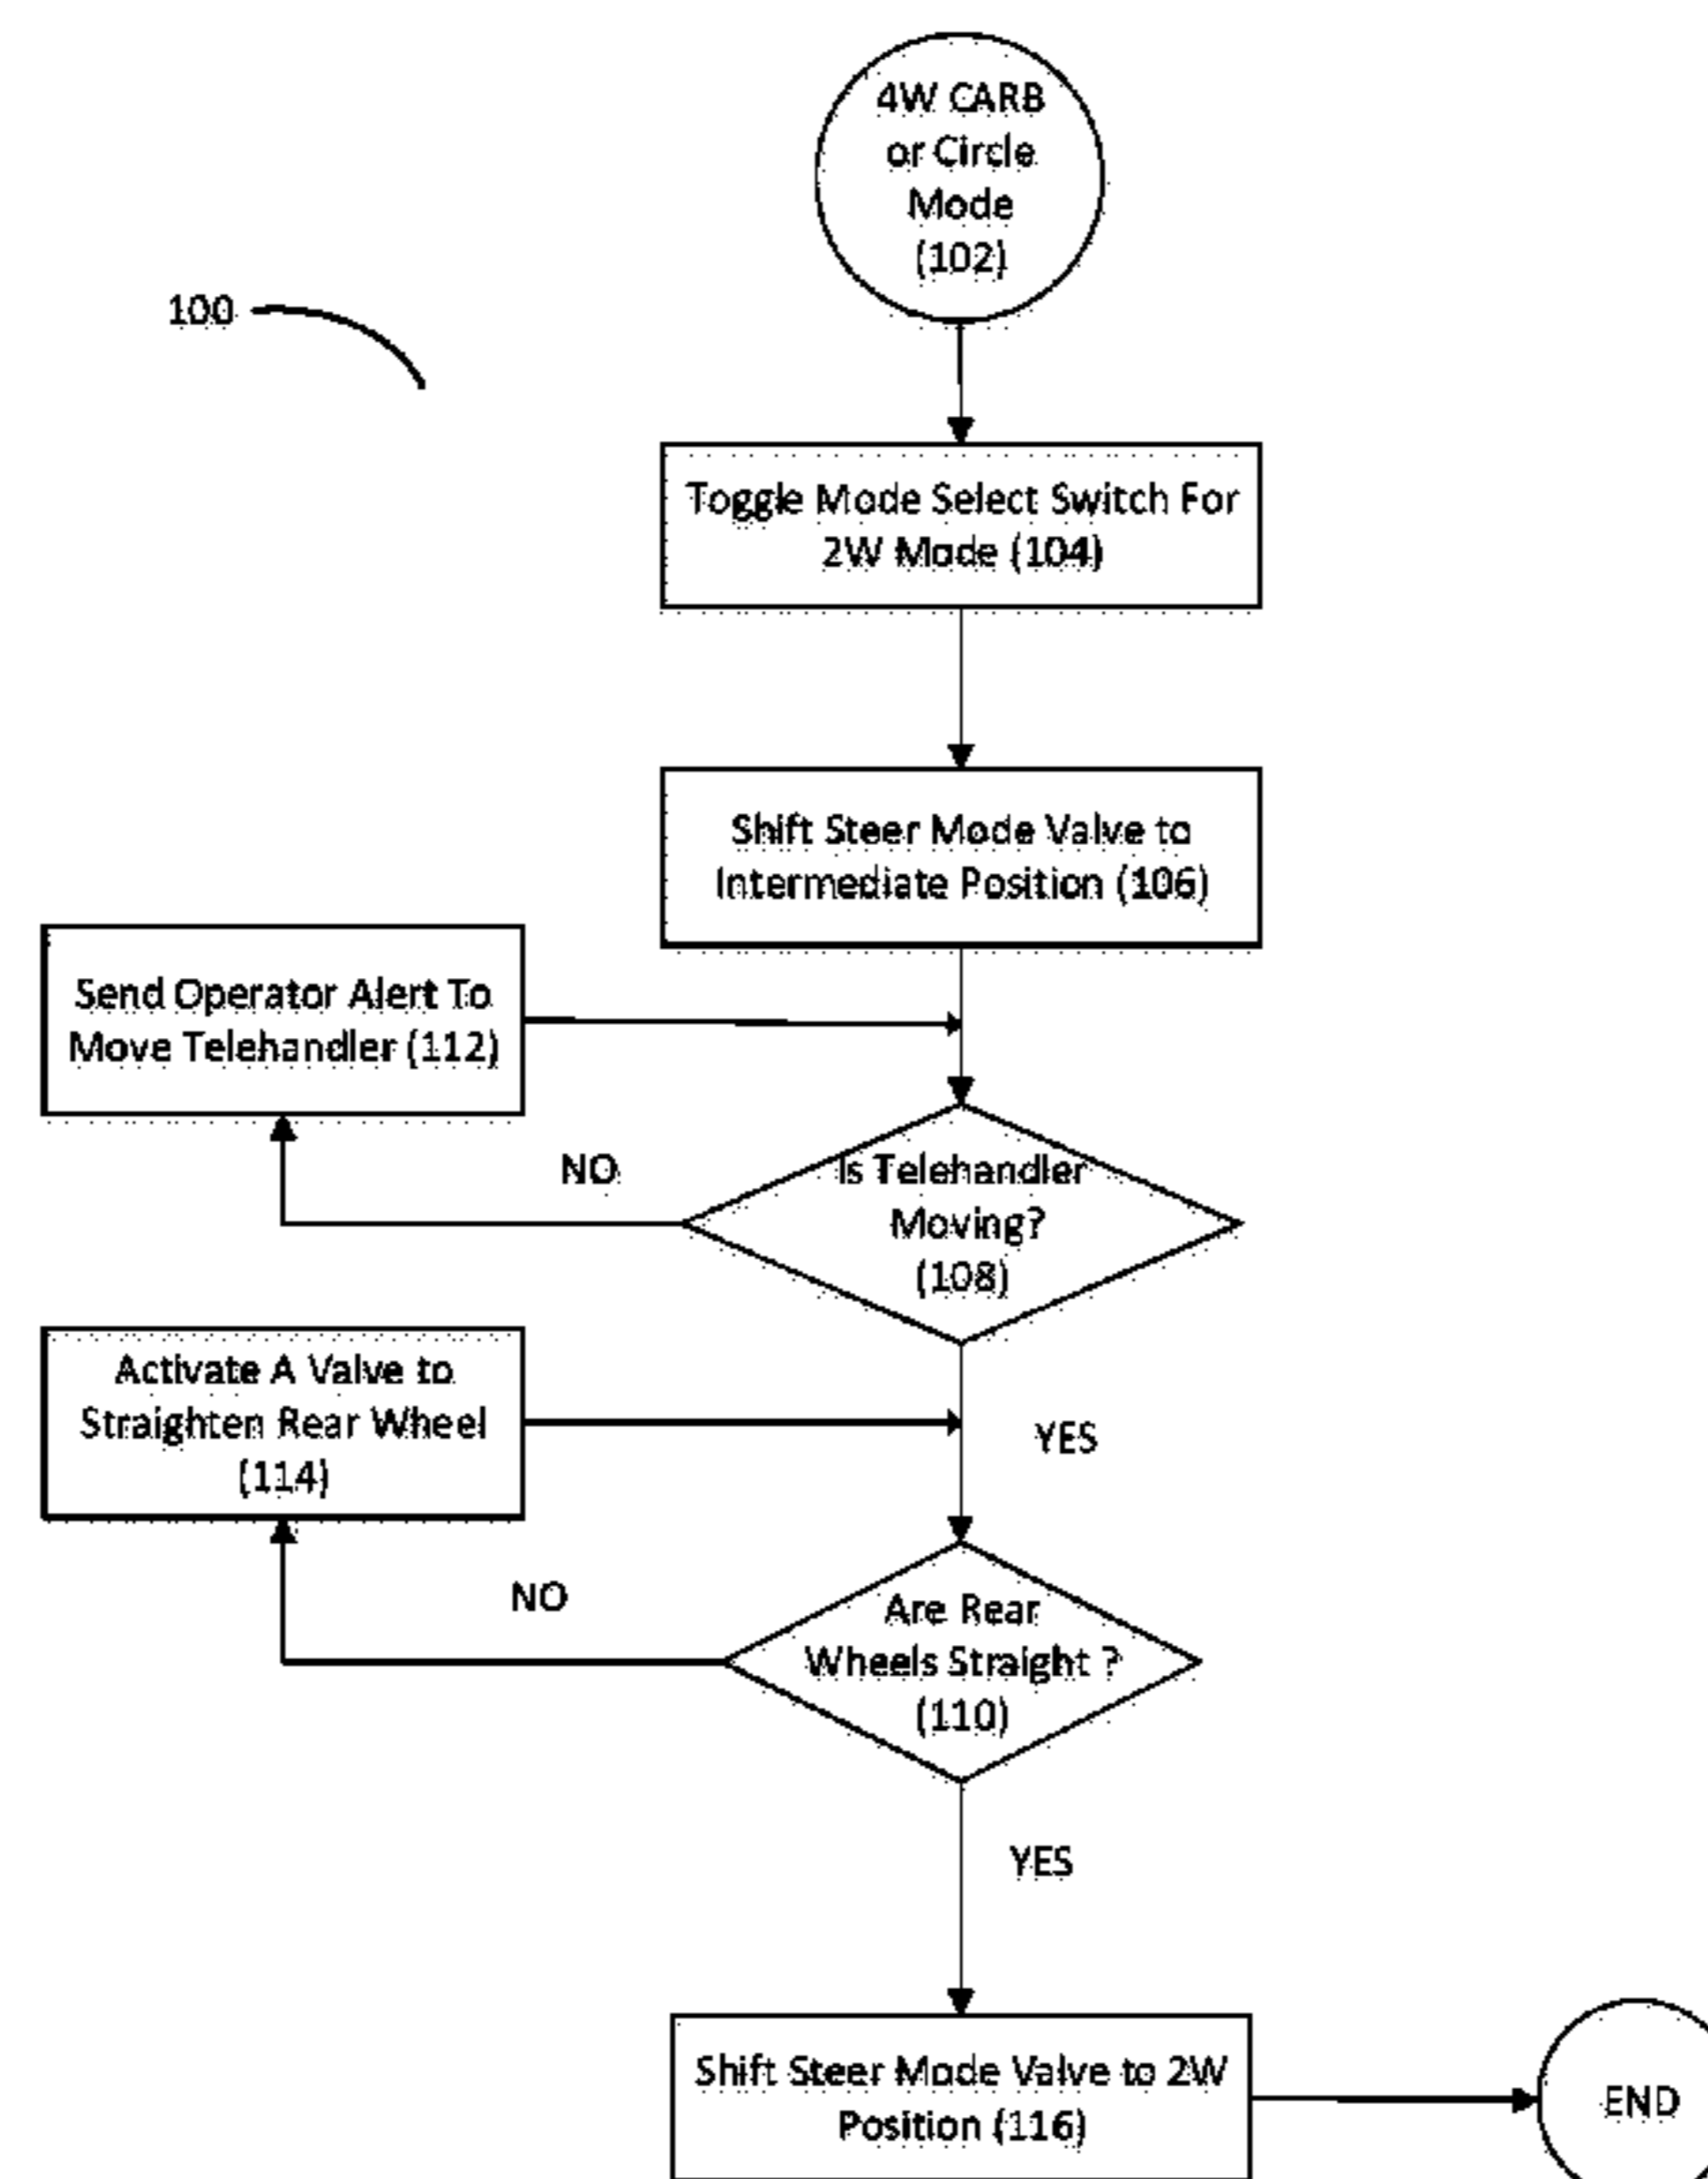 4W CARB
or Circle
Mode
(102)
100
Toggle Mode Select Switch For
2W Mode (104)
Shift Steer Mode Valve to
Intermediate Position (106)
Send Operator Alert To
Move Telehandler (112)
NO
Is Telehandler
Moving?
(108)
Activate A Valve to
Straighten Rear Wheel
(114)
YES
NO
Are Rear
Wheels Straight ?
(110)
YES
Shift Steer Mode Valve to 2W
Position (116)
END